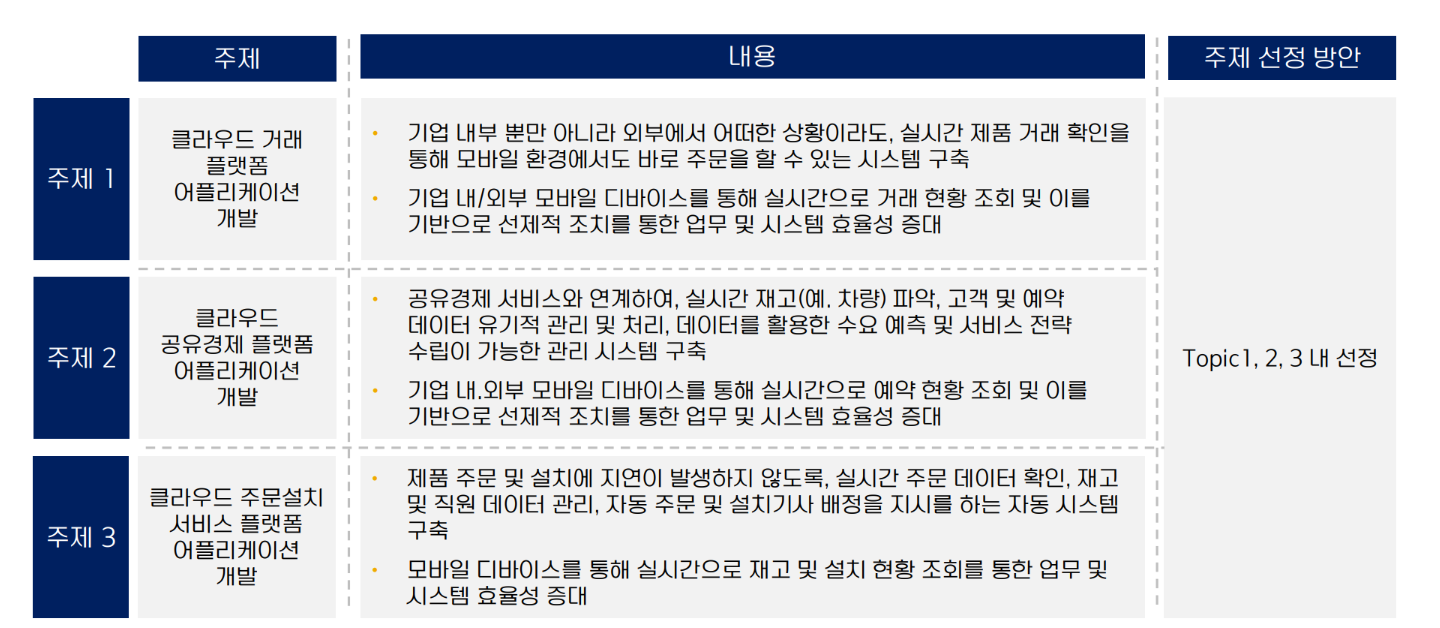 주제
내용
주제 선정 방안
주제 1
클라우드 거래
플랫폼
어플리케이션
개발
• 기업 내부 뿐만 아니라 외부에서 어떠한 상황이라도, 실시간 제품 거래 확인을
통해 모바일 환경에서도 바로 주문을 할 수 있는 시스템 구축
• 기업 내/외부 모바일 디바이스를 통해 실시간으로 거래 현황 조회 및 이를
기반으로 선제적 조치를 통한 업무 및 시스템 효율성 증대
주제 2
클라우드
공유경제 플랫폼
어플리케이션
개발
• 공유경제 서비스와 연계하여, 실시간 재고(예. 차량) 파악, 고객 및 예약
데이터 유기적 관리 및 처리, 데이터를 활용한 수요 예측 및 서비스 전략
수립이 가능한 관리 시스템 구축
• 기업 내.외부 모바일 디바이스를 통해 실시간으로 예약 현황 조회 및 이를
기반으로 선제적 조치를 통한 업무 및 시스템 효율성 증대
Topic1, 2, 3 내 선정
주제 3
클라우드 주문설치
서비스 플랫폼
어플리케이션
개발
• 제품 주문 및 설치에 지연이 발생하지 않도록, 실시간 주문 데이터 확인, 재고
및 직원 데이터 관리, 자동 주문 및 설치기사 배정을 지시를 하는 자동 시스템
구축
• 모바일 디바이스를 통해 실시간으로 재고 및 설치 현황 조회를 통한 업무 및
시스템 효율성 증대